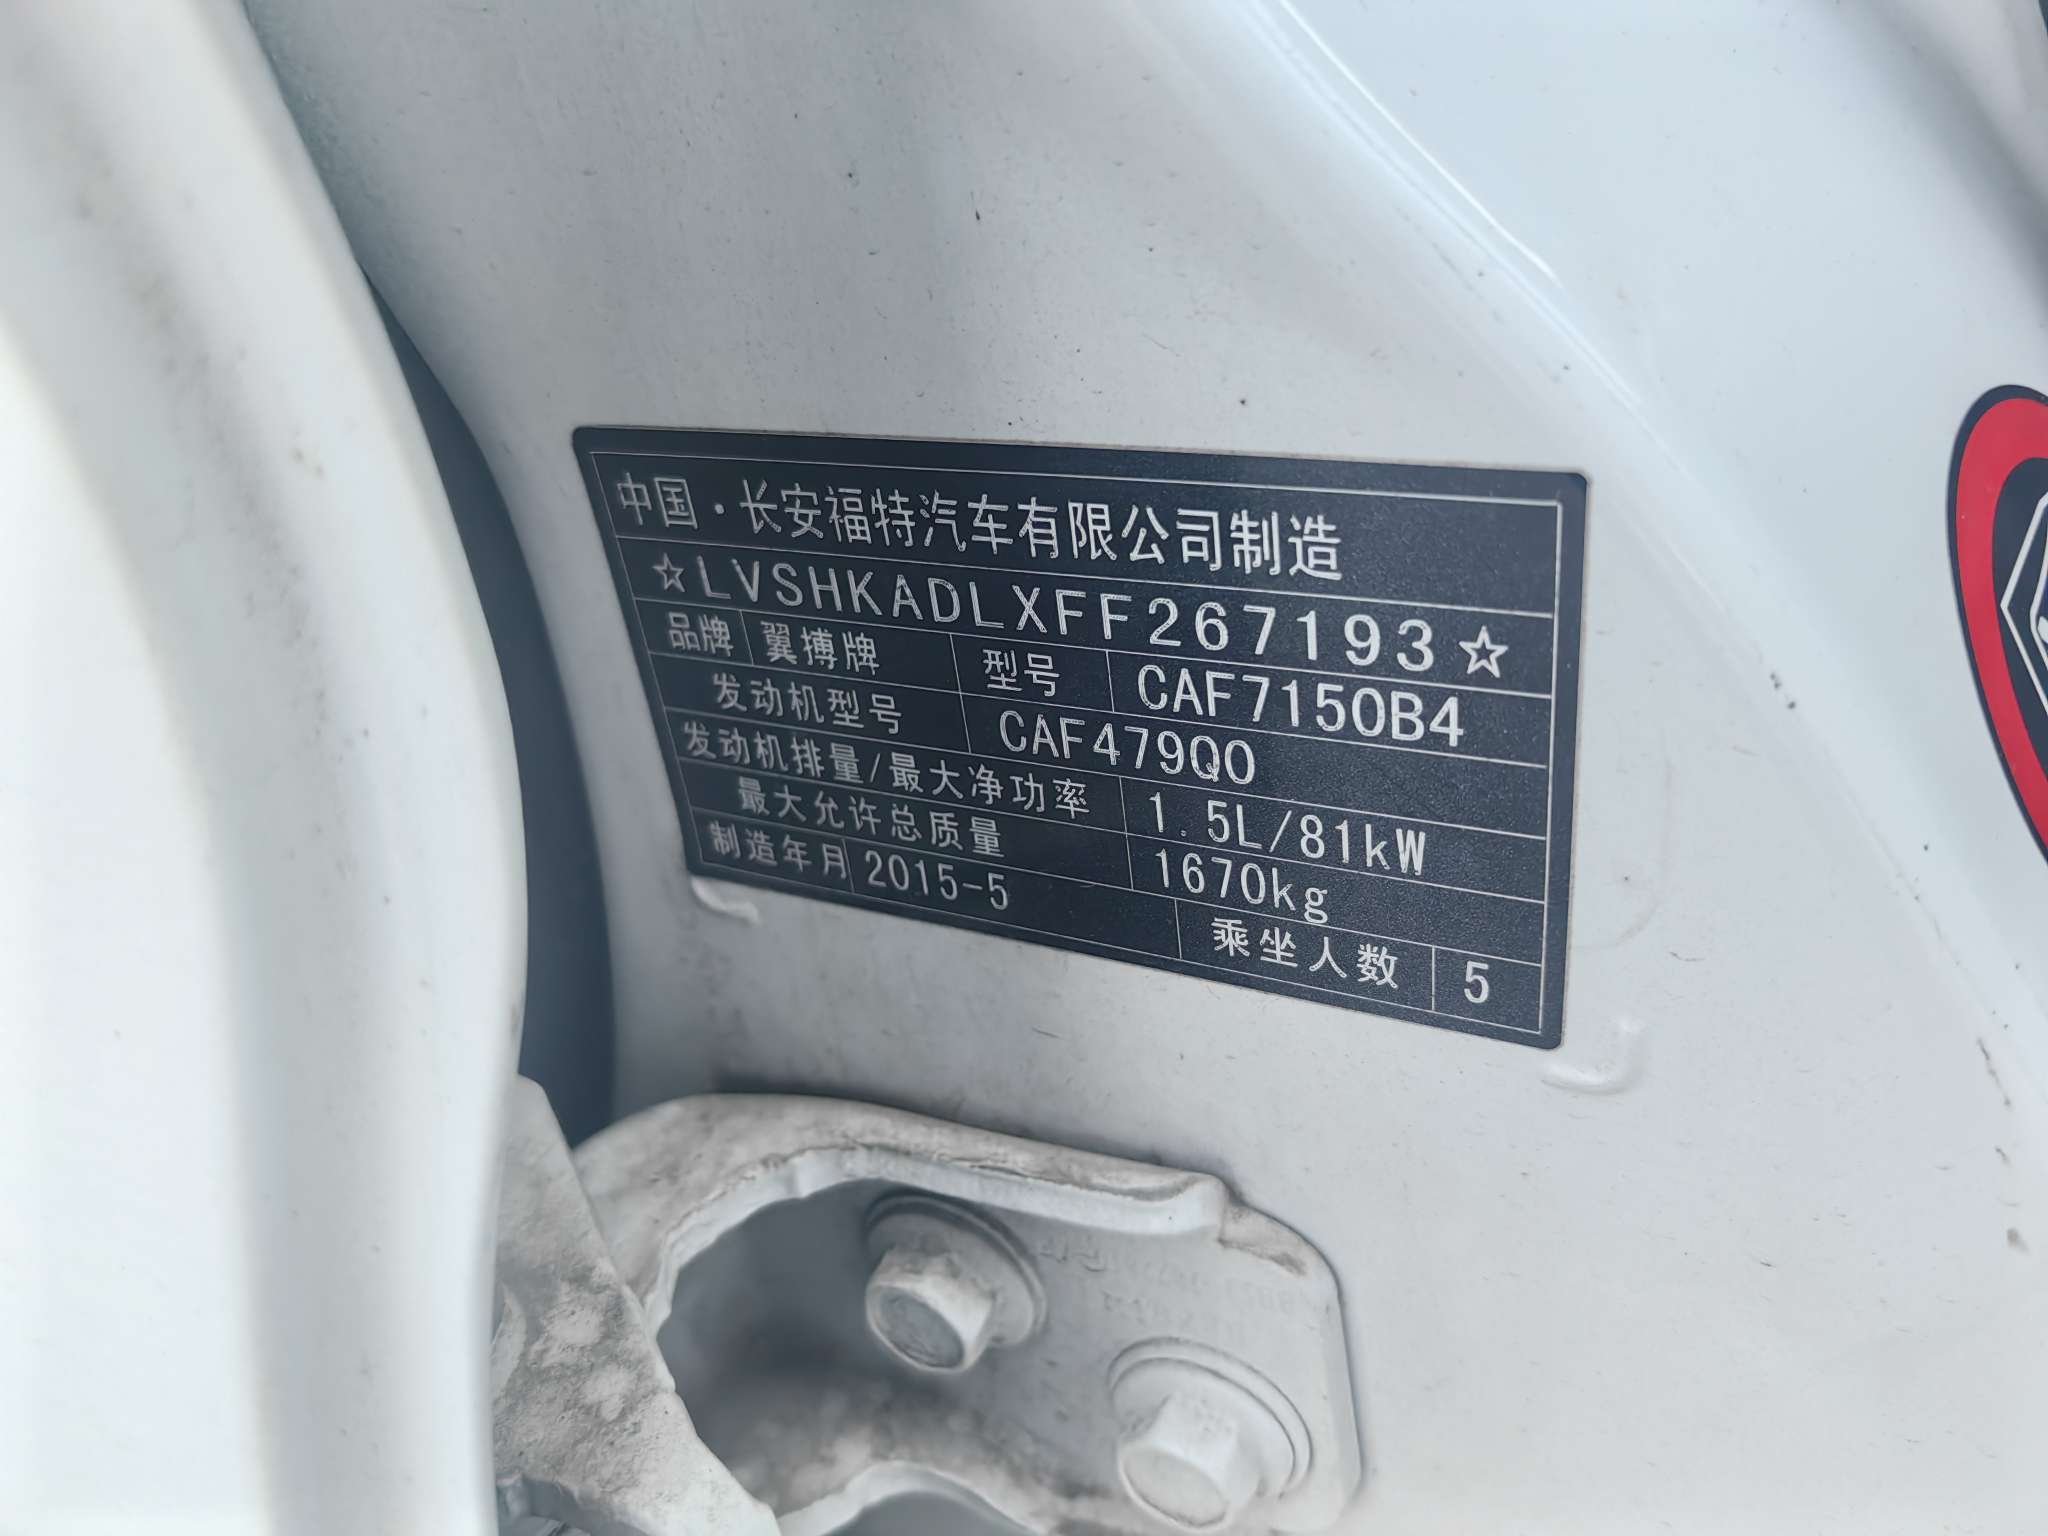 中国·长安福特汽车有限公司制造
☆LVSHKADLXFF267193☆
品牌 翼搏牌 型号 CAF7150B4
发动机型号 CAF479Q0
发动机排量/最大净功率 1.5L/81kW
最大允许总质量 1670kg
制造年月 2015-5 乘坐人数 5